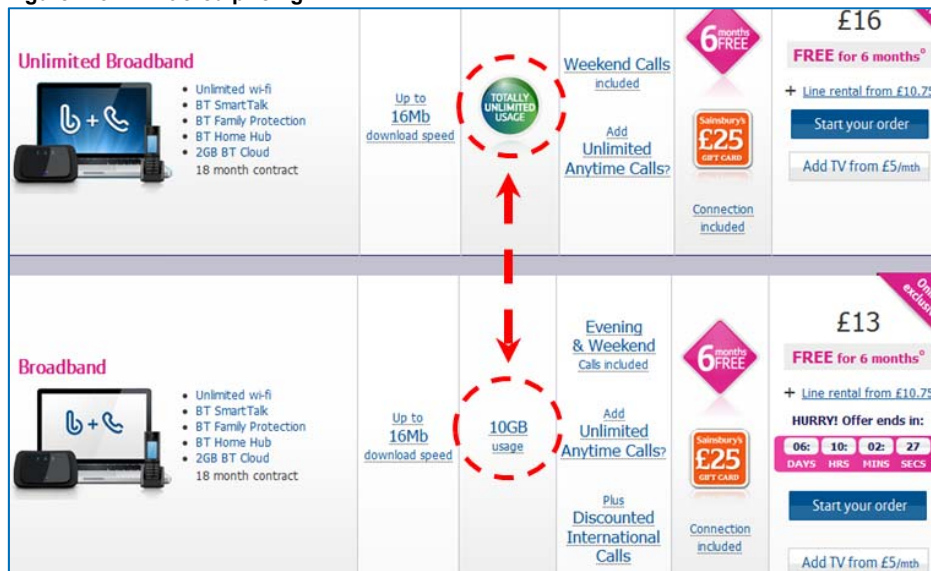 Unlimited Broadband
Unlimited wi-fi
BT SmartTalk
BT Family Protection
BT Home Hub
2GB BT Cloud
18 month contract
Up to
16Mb
download speed
TOTALLY
UNLIMITED
USAGE
Weekend Calls
included
Add
Unlimited
Anytime Calls?
6 months
FREE
Sainsbury's
£25
GIFT CARD
Connection
included
£16
FREE for 6 months°
+ Line rental from £10.75
Start your order
Add TV from £5/mth
Broadband
Unlimited wi-fi
BT SmartTalk
BT Family Protection
BT Home Hub
2GB BT Cloud
18 month contract
Up to
16Mb
download speed
10GB
usage
Evening
& Weekend
Calls included
Add
Unlimited
Anytime Calls?
Plus
Discounted
International
Calls
6 months
FREE
Sainsbury's
£25
GIFT CARD
Connection
included
£13
FREE for 6 months°
+ Line rental from £10.75
HURRY! Offer ends in:
06: 10: 02: 27
DAYS HRS MINS SECS
Start your order
Add TV from £5/mth